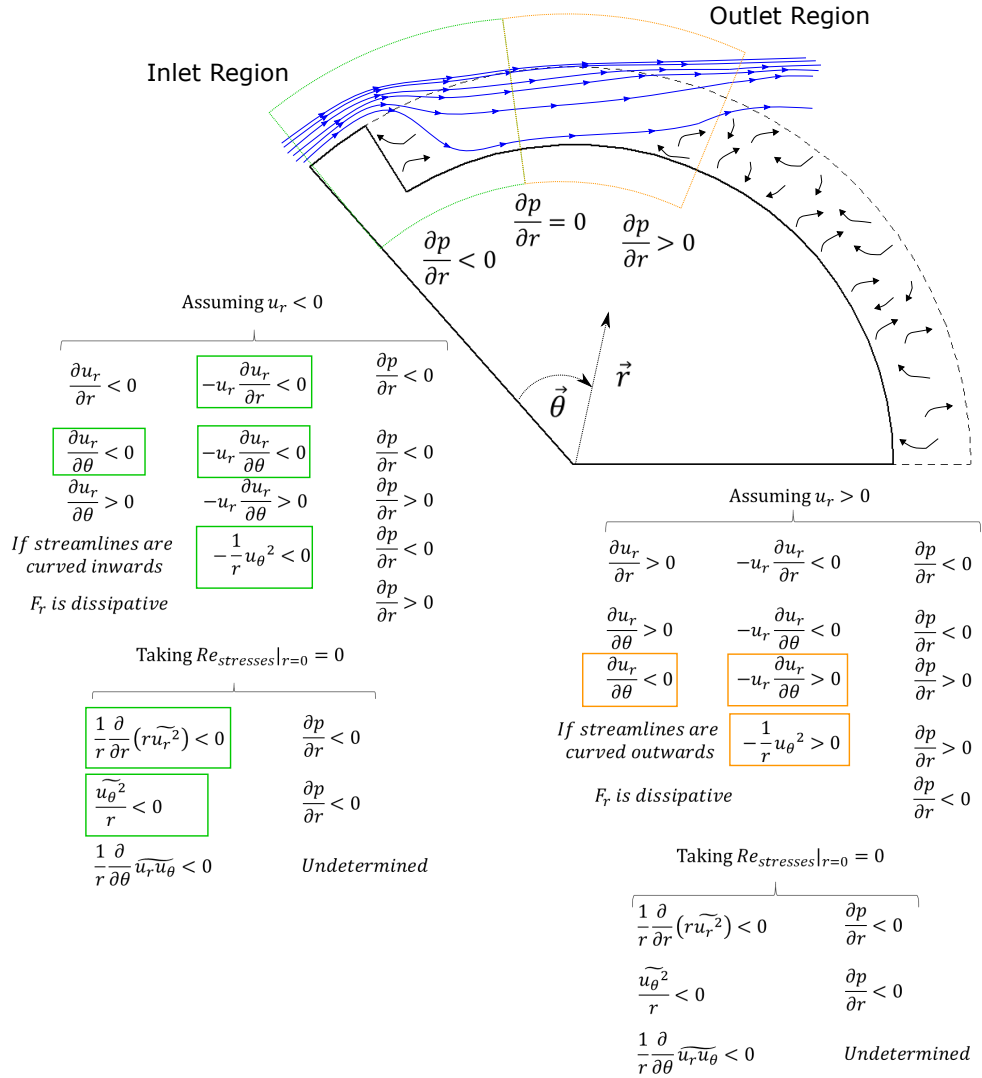 Outlet Region
Inlet Region
∂p/∂r < 0
∂p/∂r = 0
∂p/∂r > 0
r⃗
θ⃗
Assuming u_r < 0
∂u_r/∂r < 0 −u_r ∂u_r/∂r < 0 ∂p/∂r < 0
∂u_r/∂θ < 0 −u_r ∂u_r/∂θ < 0 ∂p/∂r < 0
∂u_r/∂θ > 0 −u_r ∂u_r/∂θ > 0 ∂p/∂r > 0
If streamlines are
curved inwards −1/r u_θ² < 0 ∂p/∂r < 0
F_r is dissipative ∂p/∂r > 0
Taking Re_stresses|_r=0 = 0
1/r ∂/∂r (r ũ_r²) < 0 ∂p/∂r < 0
ũ_θ²/r < 0 ∂p/∂r < 0
1/r ∂/∂θ ũ_r u_θ < 0 Undetermined
Assuming u_r > 0
∂u_r/∂r > 0 −u_r ∂u_r/∂r < 0 ∂p/∂r < 0
∂u_r/∂θ > 0 −u_r ∂u_r/∂θ < 0 ∂p/∂r < 0
∂u_r/∂θ < 0 −u_r ∂u_r/∂θ > 0 ∂p/∂r > 0
If streamlines are
curved outwards −1/r u_θ² > 0 ∂p/∂r > 0
F_r is dissipative ∂p/∂r < 0
Taking Re_stresses|_r=0 = 0
1/r ∂/∂r (r ũ_r²) < 0 ∂p/∂r < 0
ũ_θ²/r < 0 ∂p/∂r < 0
1/r ∂/∂θ ũ_r u_θ < 0 Undetermined